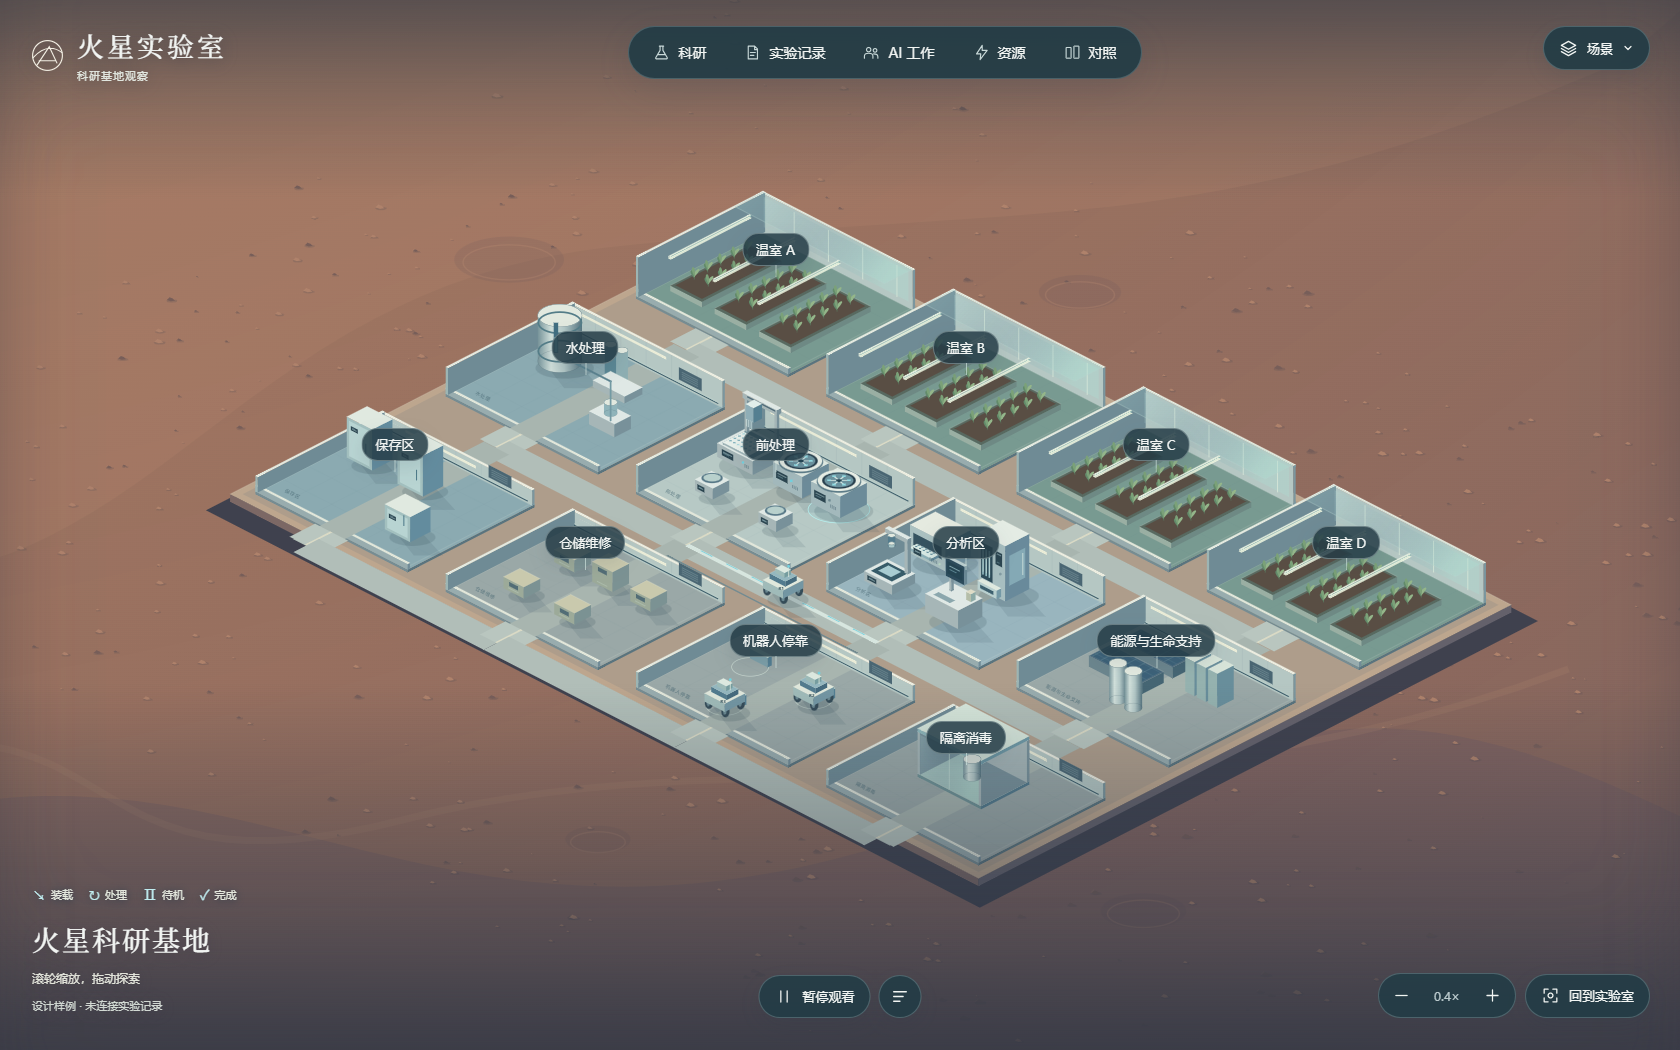 火星实验室
科研基地观察
科研
实验记录
AI 工作
资源
对照
场景
温室 A
水处理
温室 B
保存区
前处理
温室 C
仓储维修
分析区
温室 D
机器人停靠
能源与生命支持
隔离消毒
装载
处理
待机
完成
火星科研基地
滚轮缩放，拖动探索
设计样例 · 未连接实验记录
暂停观看
0.4×
回到实验室